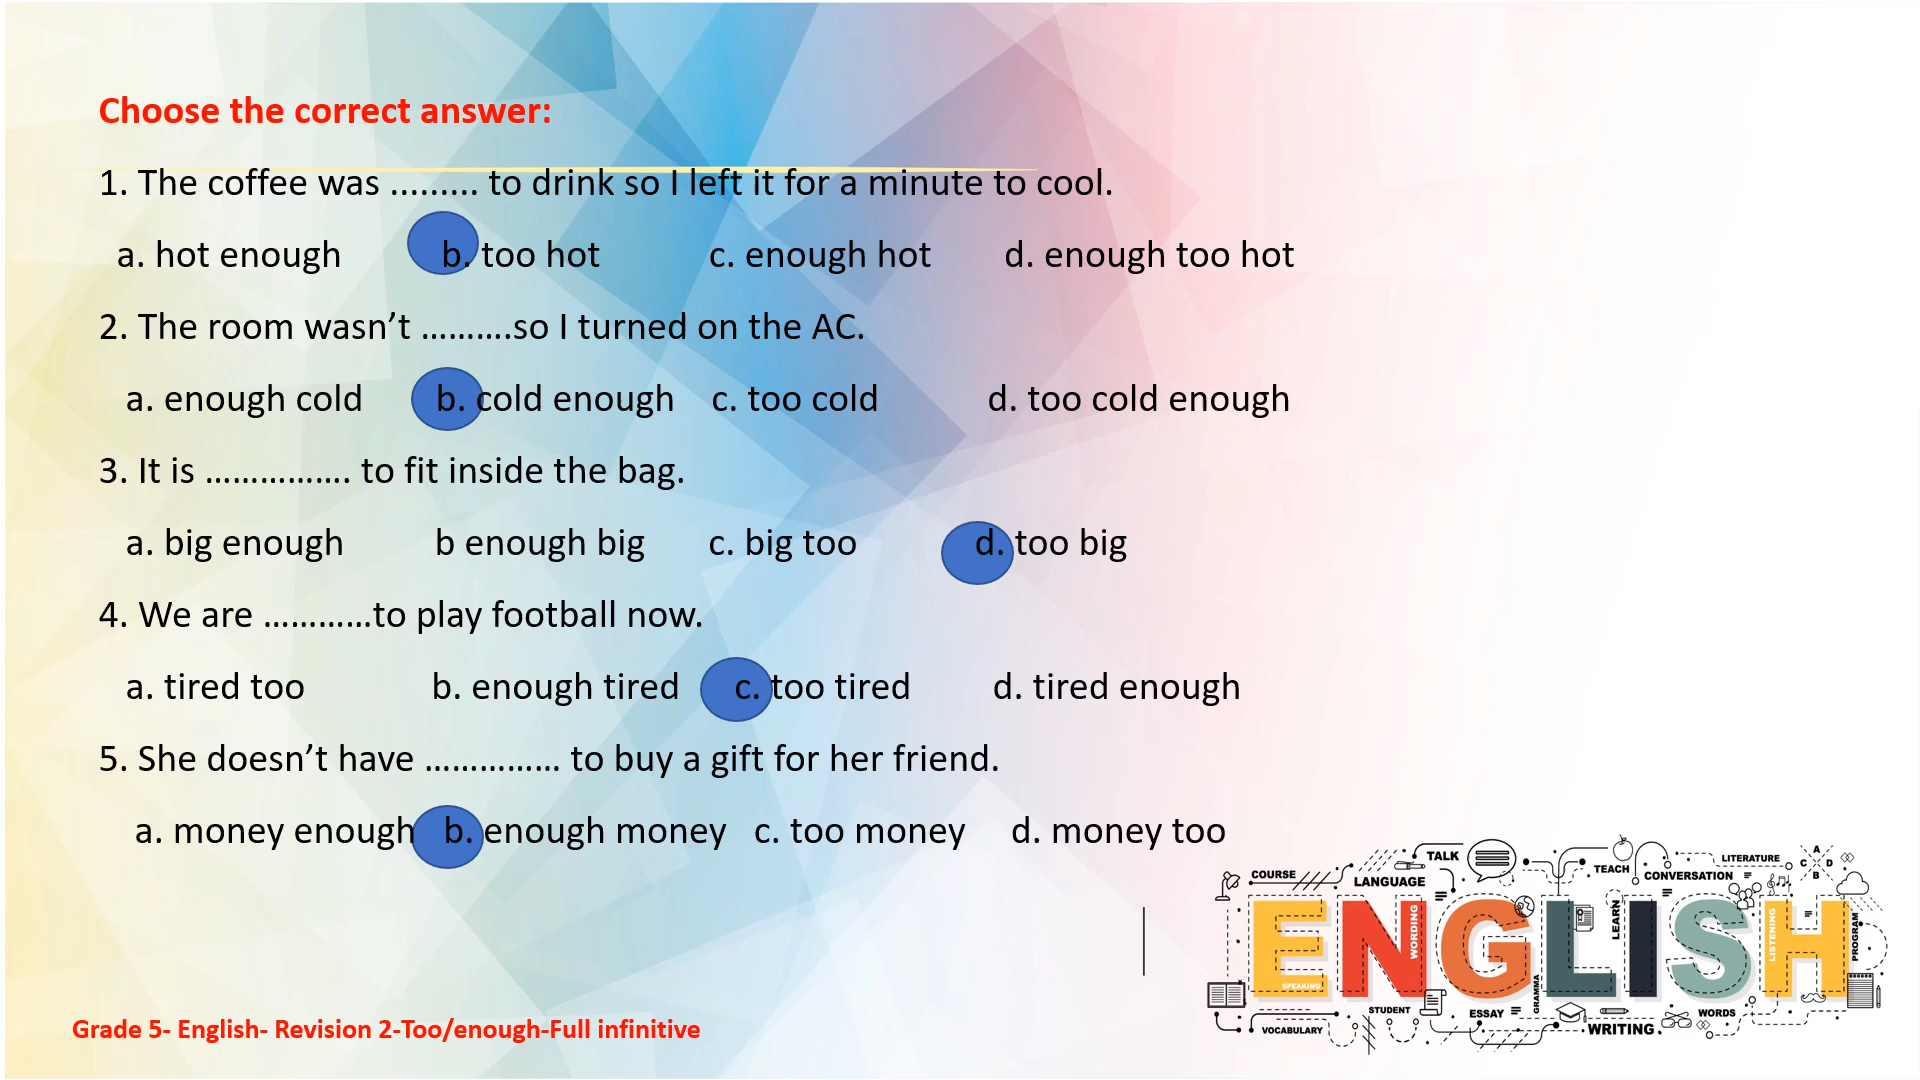 Choose the correct answer:
1. The coffee was ......... to drink so I left it for a minute to cool.
a. hot enough b. too hot c. enough hot d. enough too hot
2. The room wasn’t ……….so I turned on the AC.
a. enough cold b. cold enough c. too cold d. too cold enough
3. It is ……………. to fit inside the bag.
a. big enough b enough big c. big too d. too big
4. We are …………to play football now.
a. tired too b. enough tired c. too tired d. tired enough
5. She doesn’t have …………… to buy a gift for her friend.
a. money enough b. enough money c. too money d. money too
Grade 5- English- Revision 2-Too/enough-Full infinitive
COURSE
LANGUAGE
TALK
TEACH
CONVERSATION
LITERATURE
A
C D
B
ENGLISH
SPEAKING
WORDING
GRAMMAR
LEARN
LISTENING
PROGRAM
VOCABULARY
STUDENT
ESSAY
WRITING
WORDS